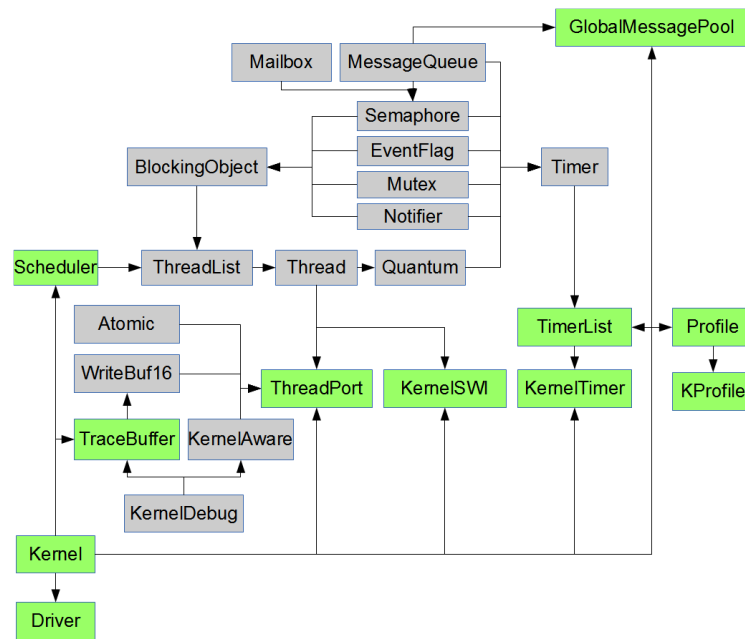 GlobalMessagePool
Mailbox
MessageQueue
Semaphore
EventFlag
BlockingObject
Timer
Mutex
Notifier
Scheduler
ThreadList
Thread
Quantum
Atomic
TimerList
Profile
WriteBuf16
ThreadPort
KernelSWI
KernelTimer
KProfile
TraceBuffer
KernelAware
KernelDebug
Kernel
Driver